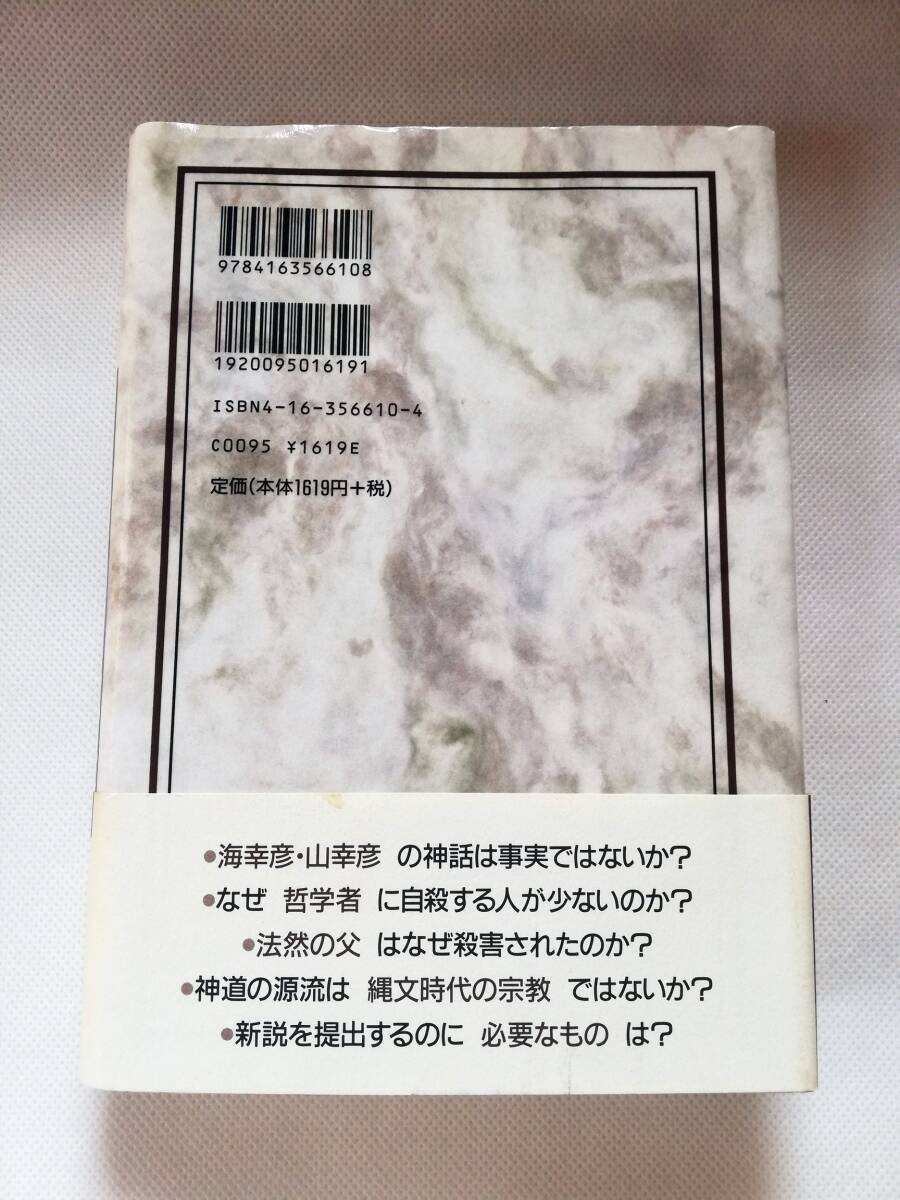 9784163566108
1920095016191
ISBN4-16-356610-4
C0095 ¥1619E
定価(本体1619円+税)
●海幸彦・山幸彦 の神話は事実ではないか?
●なぜ 哲学者 に自殺する人が少ないのか?
●法然の父 はなぜ殺害されたのか?
●神道の源流は 縄文時代の宗教 ではないか?
●新説を提出するのに 必要なもの は?